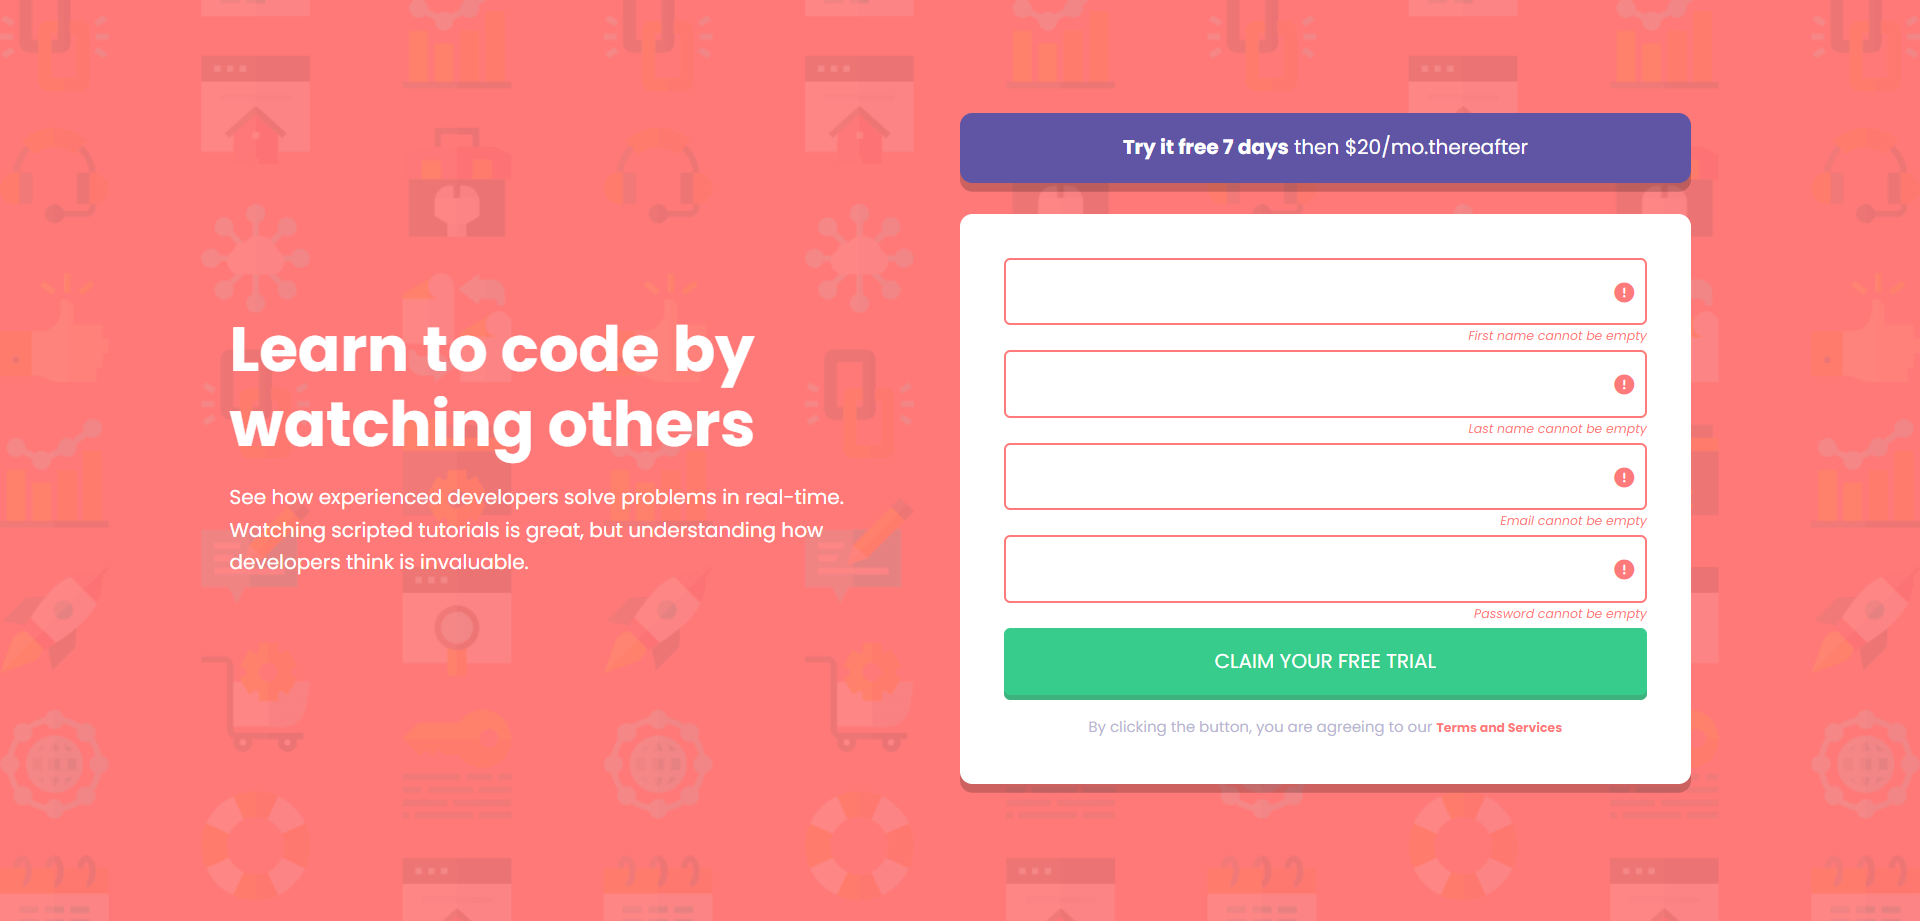 Learn to code by
watching others
See how experienced developers solve problems in real-time.
Watching scripted tutorials is great, but understanding how
developers think is invaluable.
Try it free 7 days then $20/mo.thereafter
First name cannot be empty
Last name cannot be empty
Email cannot be empty
Password cannot be empty
CLAIM YOUR FREE TRIAL
By clicking the button, you are agreeing to our Terms and Services